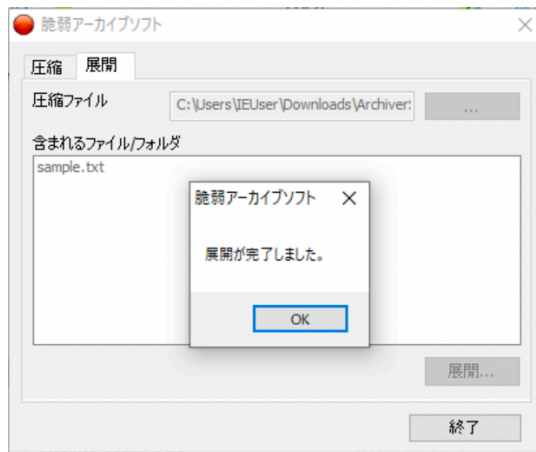 脆弱アーカイブソフト
圧縮 展開
圧縮ファイル C:\Users\IEUser\Downloads\Archiver: ...
含まれるファイル/フォルダ
sample.txt
脆弱アーカイブソフト
展開が完了しました。
OK
展開...
終了